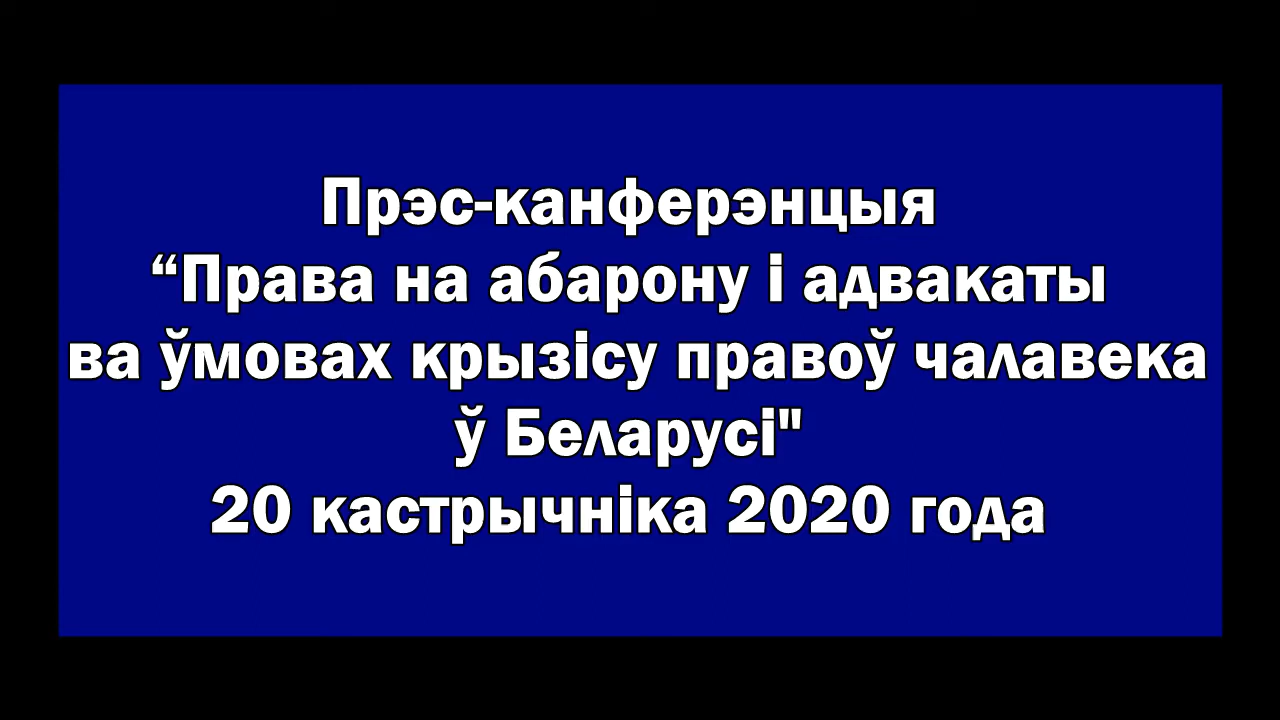 Прэс-канферэнцыя
“Права на абарону і адвакаты
ва ўмовах крызісу правоў чалавека
ў Беларусі"
20 кастрычніка 2020 года